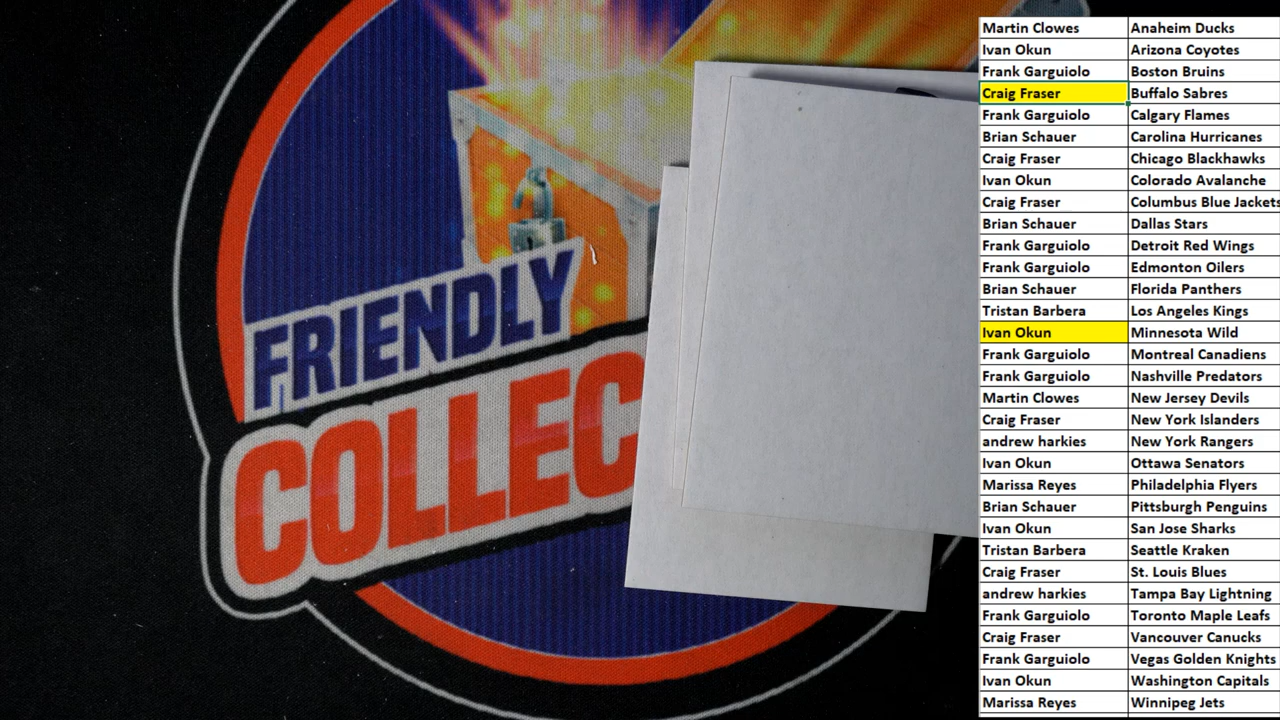 FRIENDLY
COLLEC
Martin Clowes Anaheim Ducks
Ivan Okun Arizona Coyotes
Frank Garguiolo Boston Bruins
Craig Fraser Buffalo Sabres
Frank Garguiolo Calgary Flames
Brian Schauer Carolina Hurricanes
Craig Fraser Chicago Blackhawks
Ivan Okun Colorado Avalanche
Craig Fraser Columbus Blue Jackets
Brian Schauer Dallas Stars
Frank Garguiolo Detroit Red Wings
Frank Garguiolo Edmonton Oilers
Brian Schauer Florida Panthers
Tristan Barbera Los Angeles Kings
Ivan Okun Minnesota Wild
Frank Garguiolo Montreal Canadiens
Frank Garguiolo Nashville Predators
Martin Clowes New Jersey Devils
Craig Fraser New York Islanders
andrew harkies New York Rangers
Ivan Okun Ottawa Senators
Marissa Reyes Philadelphia Flyers
Brian Schauer Pittsburgh Penguins
Ivan Okun San Jose Sharks
Tristan Barbera Seattle Kraken
Craig Fraser St. Louis Blues
andrew harkies Tampa Bay Lightning
Frank Garguiolo Toronto Maple Leafs
Craig Fraser Vancouver Canucks
Frank Garguiolo Vegas Golden Knights
Ivan Okun Washington Capitals
Marissa Reyes Winnipeg Jets